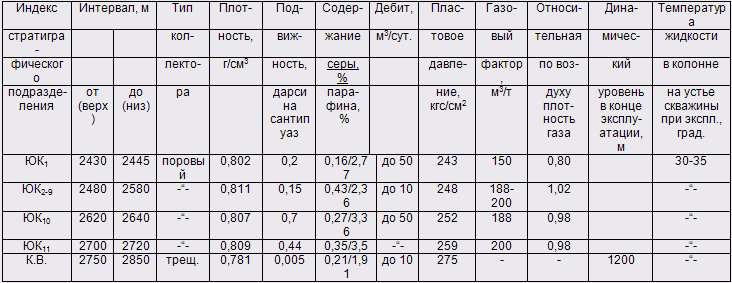 Индекс Интервал, м Тип Плот- Под- Содер- Дебит, Плас- Газо- Относи- Дина- Температура
стратигра- кол- ность, виж- жание м³/сут. товое вый тельная мичес- жидкости
фического лекто- г/см³ ность, серы, % давле- фактор, по воз- кий в колонне
подразде-ления от (верх) до (низ) ра дарси на сантипуаз пара-фина, % ние, кгс/см² м³/т духу плот-ность газа уровень в конце эксплу-атации, м на устье скважины при экспл., град.
ЮК₁ 2430 2445 поровый 0,802 0,2 0,16/2,77 до 50 243 150 0,80 30-35
ЮК₂₋₉ 2480 2580 -“- 0,811 0,15 0,43/2,36 до 10 248 188-200 1,02 -“-
ЮК₁₀ 2620 2640 -“- 0,807 0,7 0,27/3,36 до 50 252 188 0,98 -“-
ЮК₁₁ 2700 2720 -“- 0,809 0,44 0,35/3,5 -“- 259 200 0,98 -“-
К.В. 2750 2850 трещ. 0,781 0,005 0,21/1,91 до 10 275 - - 1200 -“-